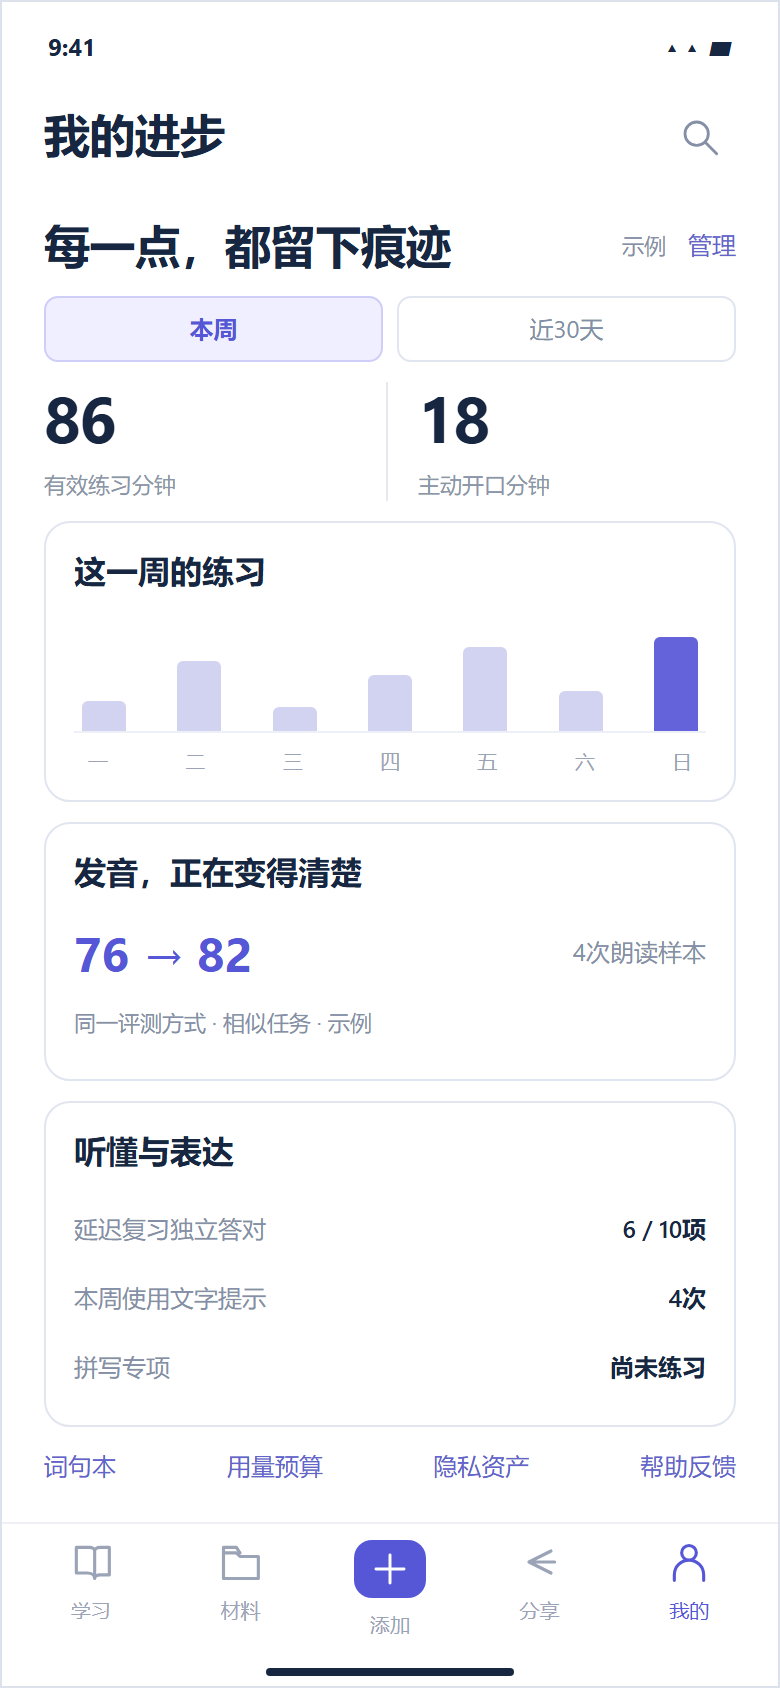 9:41
我的进步
每一点，都留下痕迹
示例 管理
本周 近30天
86 18
有效练习分钟 主动开口分钟
这一周的练习
一 二 三 四 五 六 日
发音，正在变得清楚
76 → 82 4次朗读样本
同一评测方式 · 相似任务 · 示例
听懂与表达
延迟复习独立答对 6 / 10项
本周使用文字提示 4次
拼写专项 尚未练习
词句本 用量预算 隐私资产 帮助反馈
学习 材料 添加 分享 我的